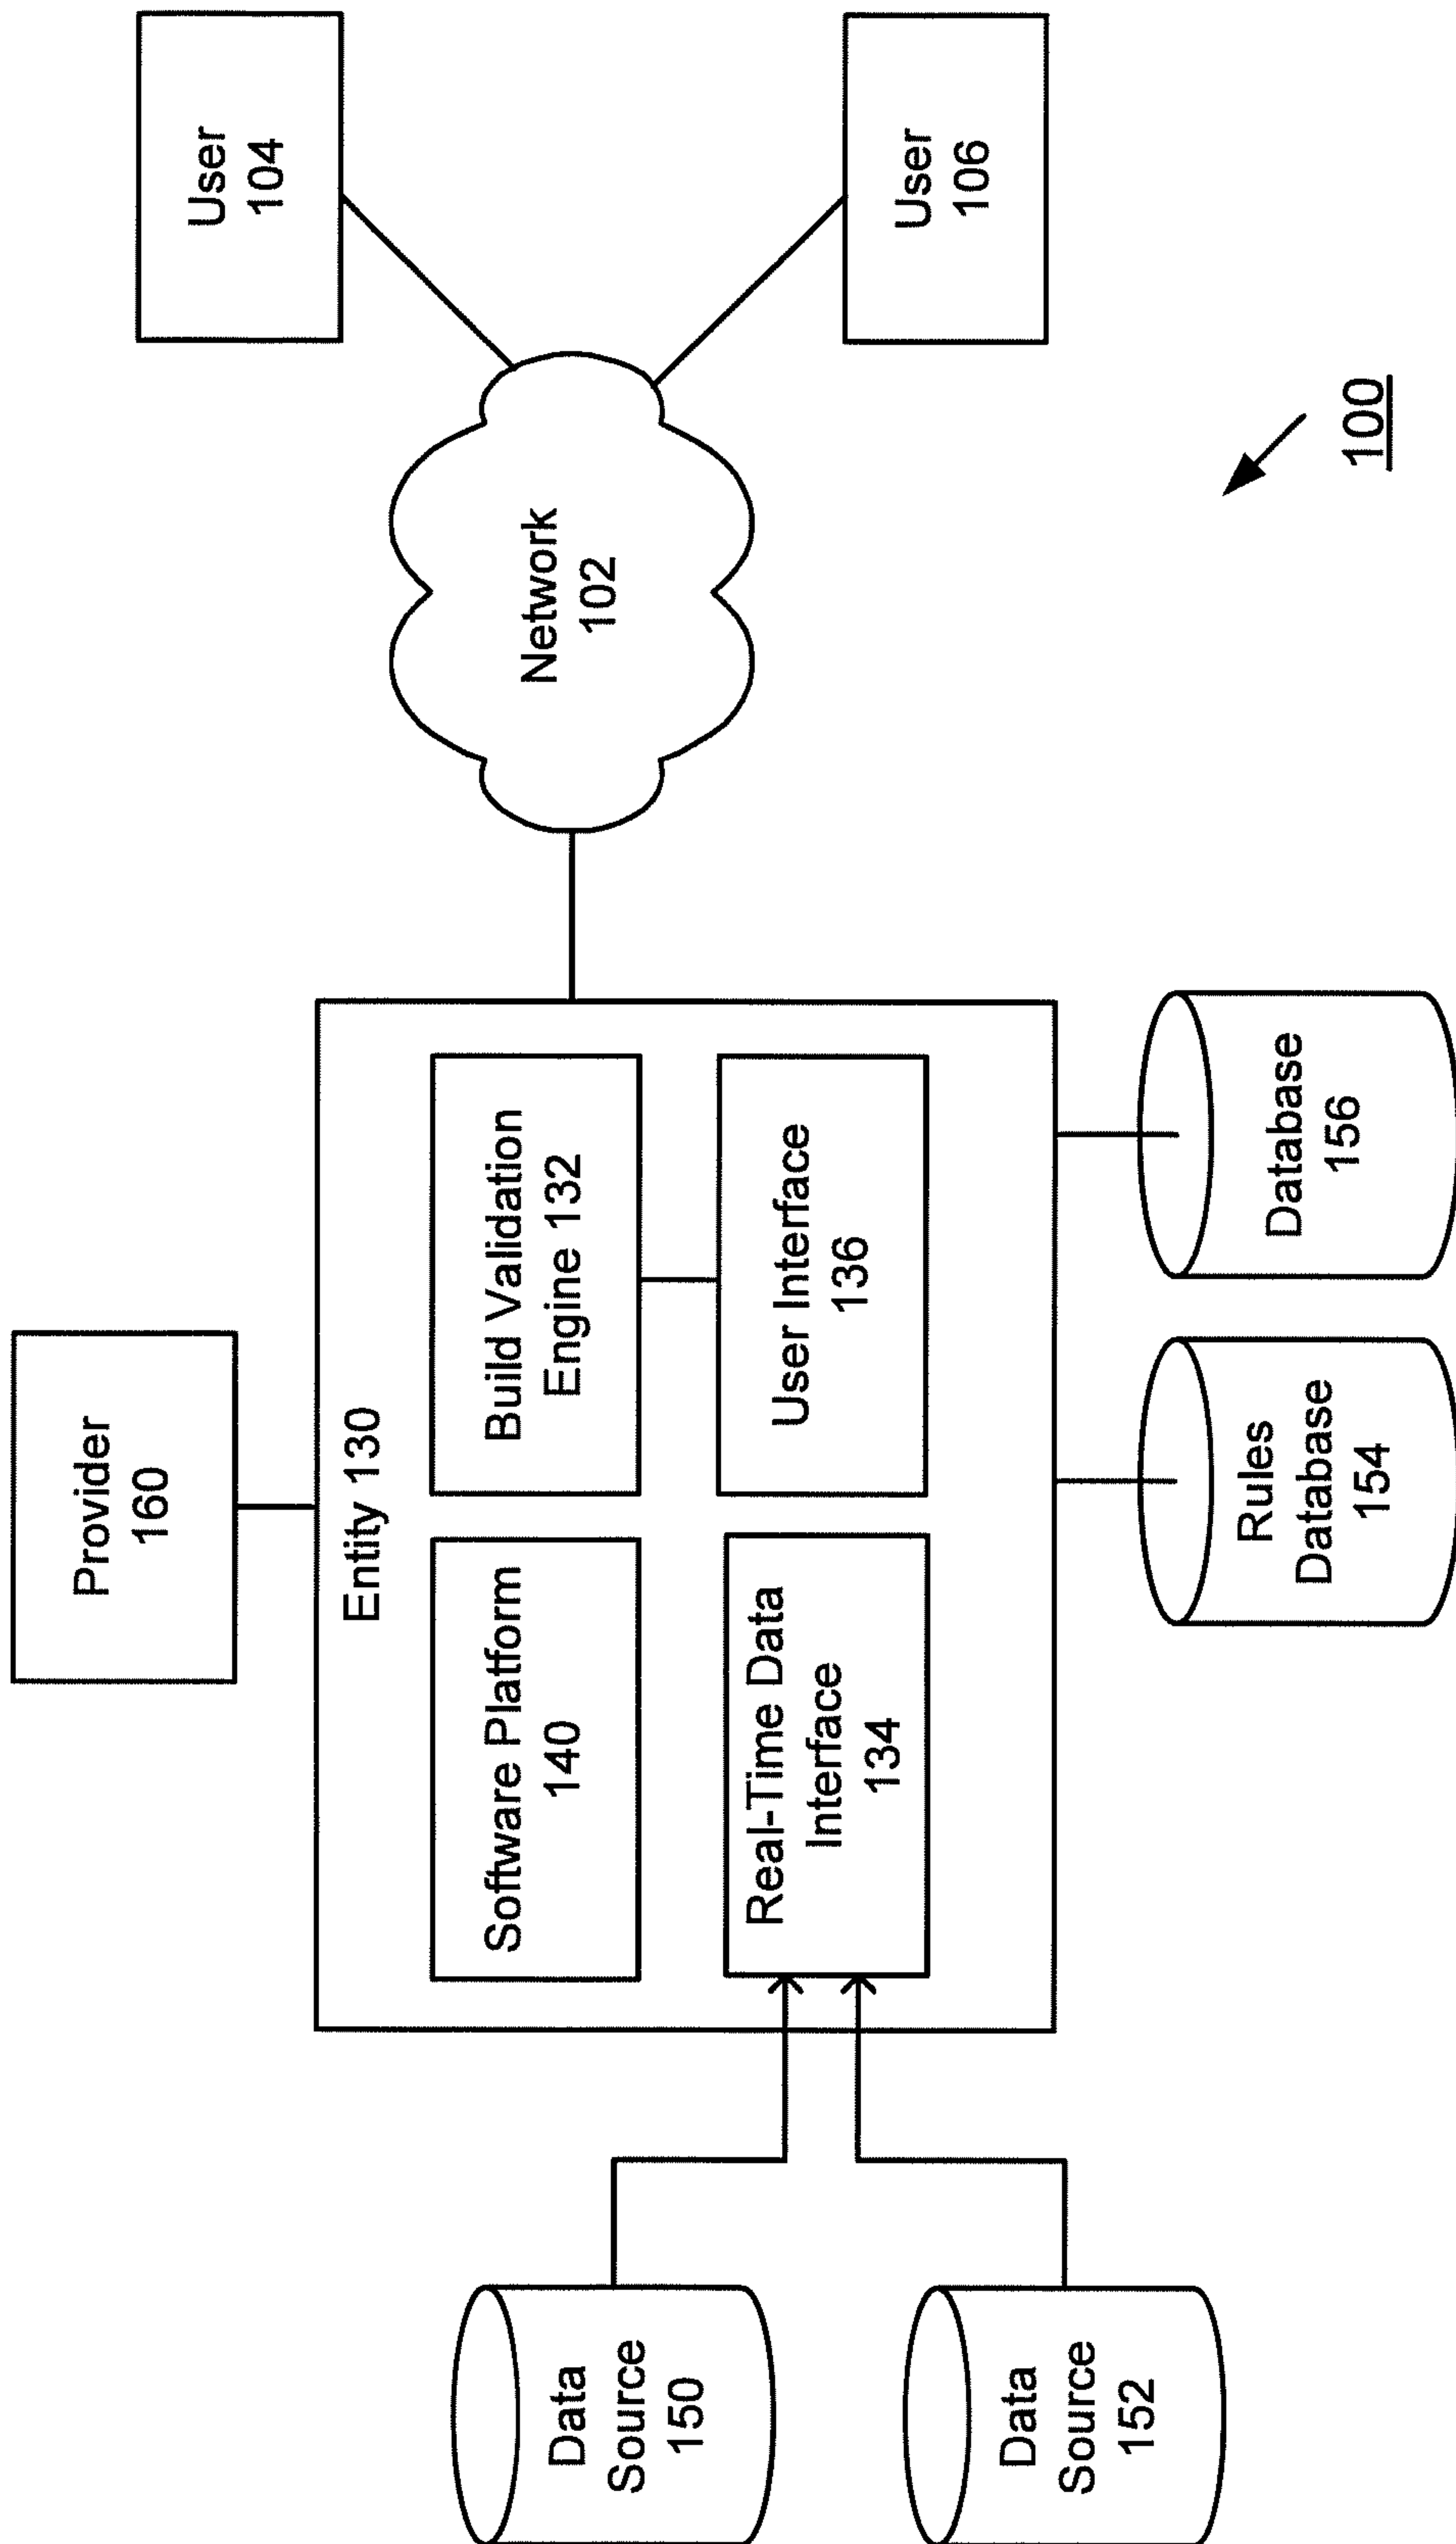 Provider
160
Entity 130
Software Platform
140
Build Validation
Engine 132
Real-Time Data
Interface
134
User Interface
136
Data
Source
150
Data
Source
152
Rules
Database
154
Database
156
Network
102
User
104
User
106
100